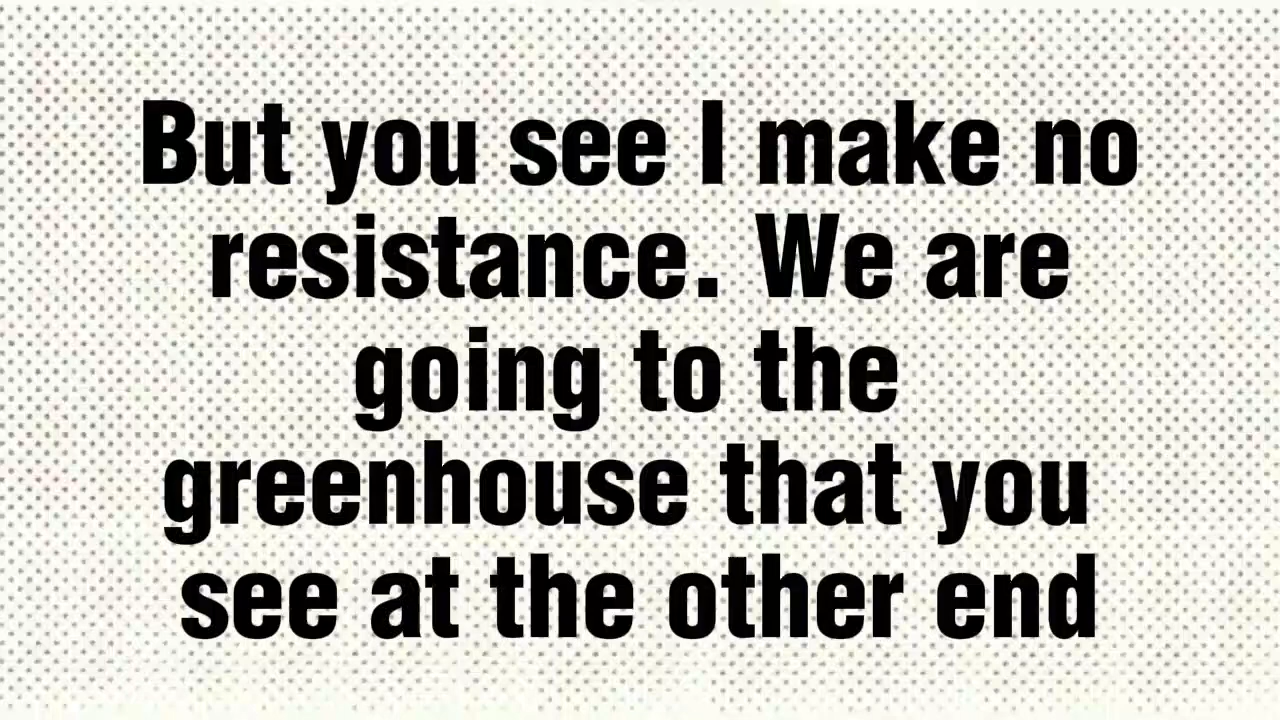 But you see I make no
resistance. We are
going to the
greenhouse that you
see at the other end